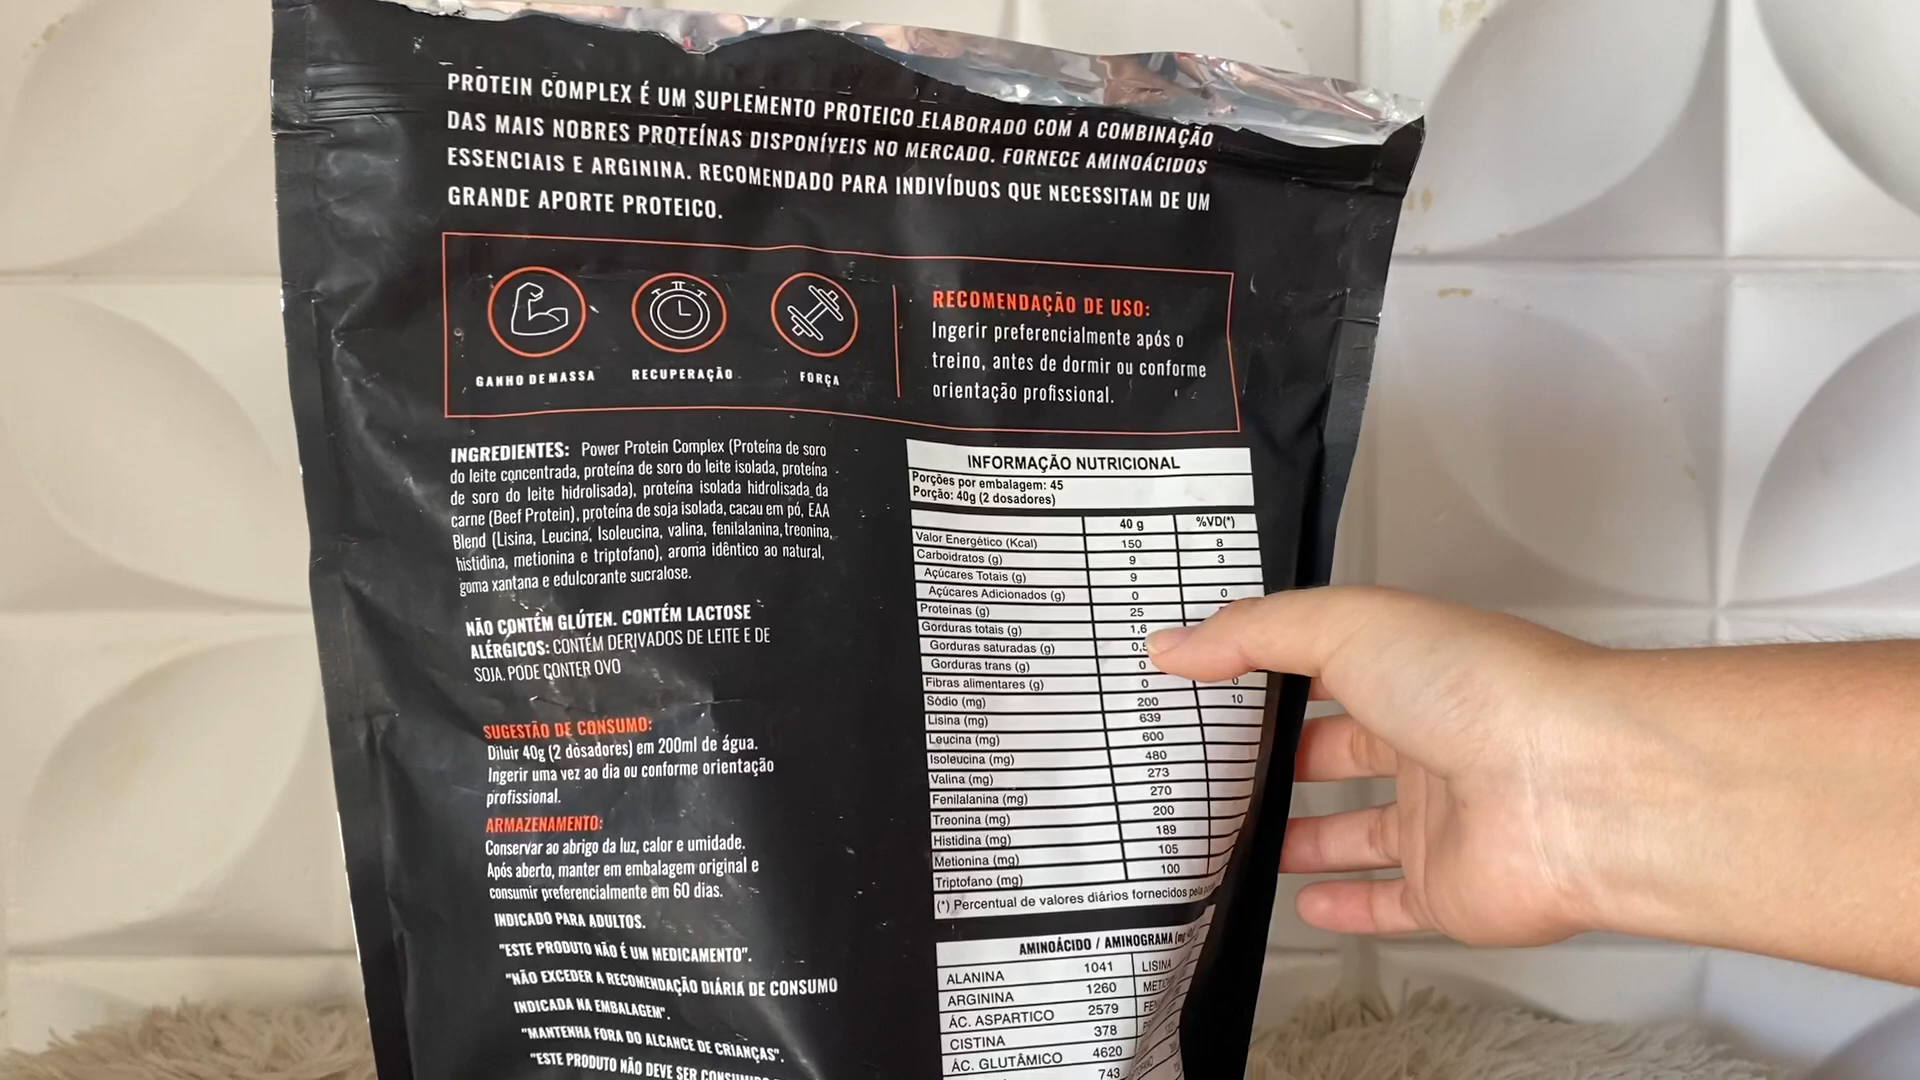 PROTEIN COMPLEX É UM SUPLEMENTO PROTEICO ELABORADO COM A COMBINAÇÃO
DAS MAIS NOBRES PROTEÍNAS DISPONÍVEIS NO MERCADO. FORNECE AMINOÁCIDOS
ESSENCIAIS E ARGININA. RECOMENDADO PARA INDIVÍDUOS QUE NECESSITAM DE UM
GRANDE APORTE PROTEICO.
GANHO DE MASSA
RECUPERAÇÃO
FORÇA
RECOMENDAÇÃO DE USO:
Ingerir preferencialmente após o
treino, antes de dormir ou conforme
orientação profissional.
INGREDIENTES: Power Protein Complex (Proteína de soro
do leite concentrada, proteína de soro do leite isolada, proteína
de soro do leite hidrolisada), proteína isolada hidrolisada da
carne (Beef Protein), proteína de soja isolada, cacau em pó, EAA
Blend (Lisina, Leucina, Isoleucina, valina, fenilalanina, treonina,
histidina, metionina e triptofano), aroma idêntico ao natural,
goma xantana e edulcorante sucralose.
NÃO CONTÉM GLÚTEN. CONTÉM LACTOSE
ALÉRGICOS: CONTÉM DERIVADOS DE LEITE E DE
SOJA. PODE CONTER OVO
SUGESTÃO DE CONSUMO:
Diluir 40g (2 dosadores) em 200ml de água.
Ingerir uma vez ao dia ou conforme orientação
profissional.
ARMAZENAMENTO:
Conservar ao abrigo da luz, calor e umidade.
Após aberto, manter em embalagem original e
consumir preferencialmente em 60 dias.
INDICADO PARA ADULTOS.
"ESTE PRODUTO NÃO É UM MEDICAMENTO".
"NÃO EXCEDER A RECOMENDAÇÃO DIÁRIA DE CONSUMO
INDICADA NA EMBALAGEM".
"MANTENHA FORA DO ALCANCE DE CRIANÇAS".
"ESTE PRODUTO NÃO DEVE SER
INFORMAÇÃO NUTRICIONAL
Porções por embalagem: 45
Porção: 40g (2 dosadores)
40 g %VD(*)
Valor Energético (Kcal) 150 8
Carboidratos (g) 9 3
Açúcares Totais (g) 9
Açúcares Adicionados (g) 0 0
Proteínas (g) 25
Gorduras totais (g) 1,6
Gorduras saturadas (g)
Gorduras trans (g) 0
Fibras alimentares (g) 0 0
Sódio (mg) 200 10
Lisina (mg) 639
Leucina (mg) 600
Isoleucina (mg) 480
Valina (mg) 273
Fenilalanina (mg) 270
Treonina (mg) 200
Histidina (mg) 189
Metionina (mg) 105
Triptofano (mg) 100
(*) Percentual de valores diários fornecidos pela
AMINOÁCIDO / AMINOGRAMA
ALANINA 1041 LISINA
ARGININA 1260
ÁC. ASPARTICO 2579
CISTINA 378
ÁC. GLUTÂMICO 4620
743